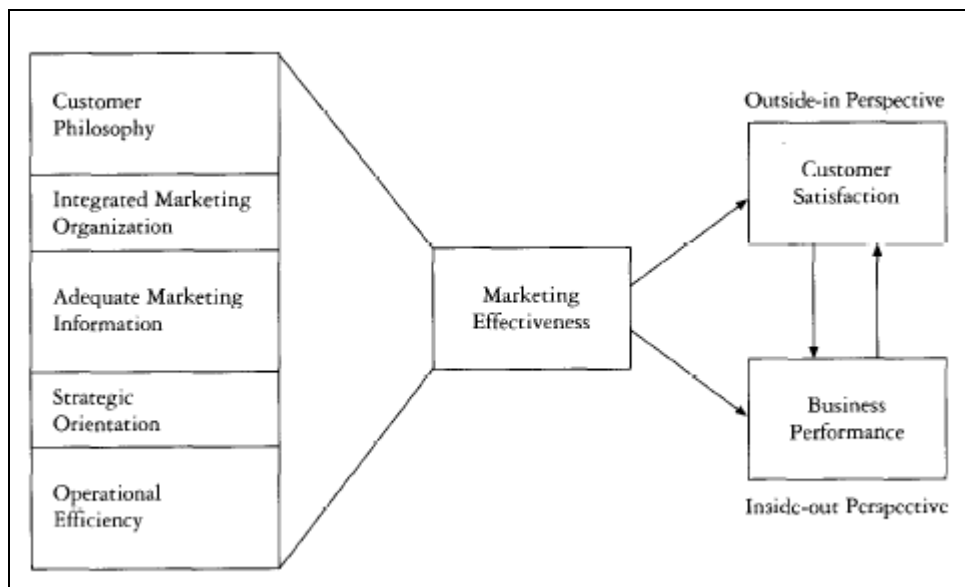 Customer
Philosophy
Integrated Marketing
Organization
Adequate Marketing
Information
Strategic
Orientation
Operational
Efficiency
Marketing
Effectiveness
Outside-in Perspective
Customer
Satisfaction
Business
Performance
Inside-out Perspective